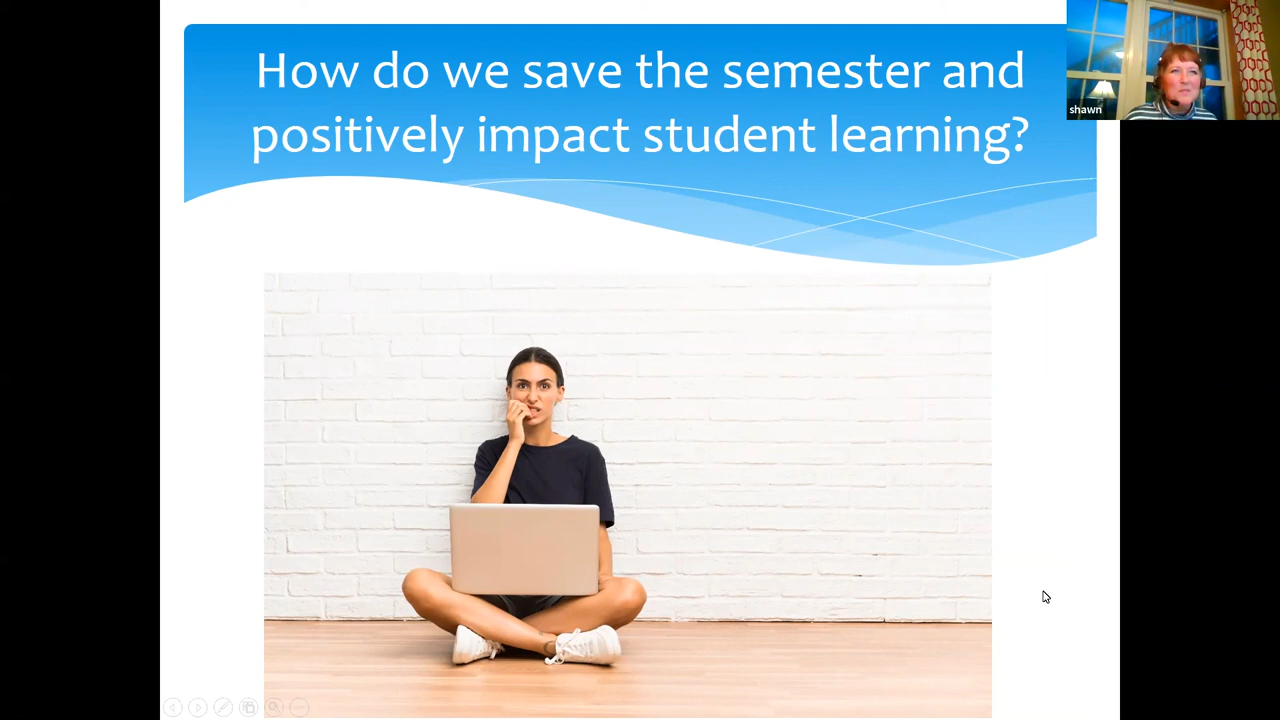 How do we save the semester and
positively impact student learning?
shawn